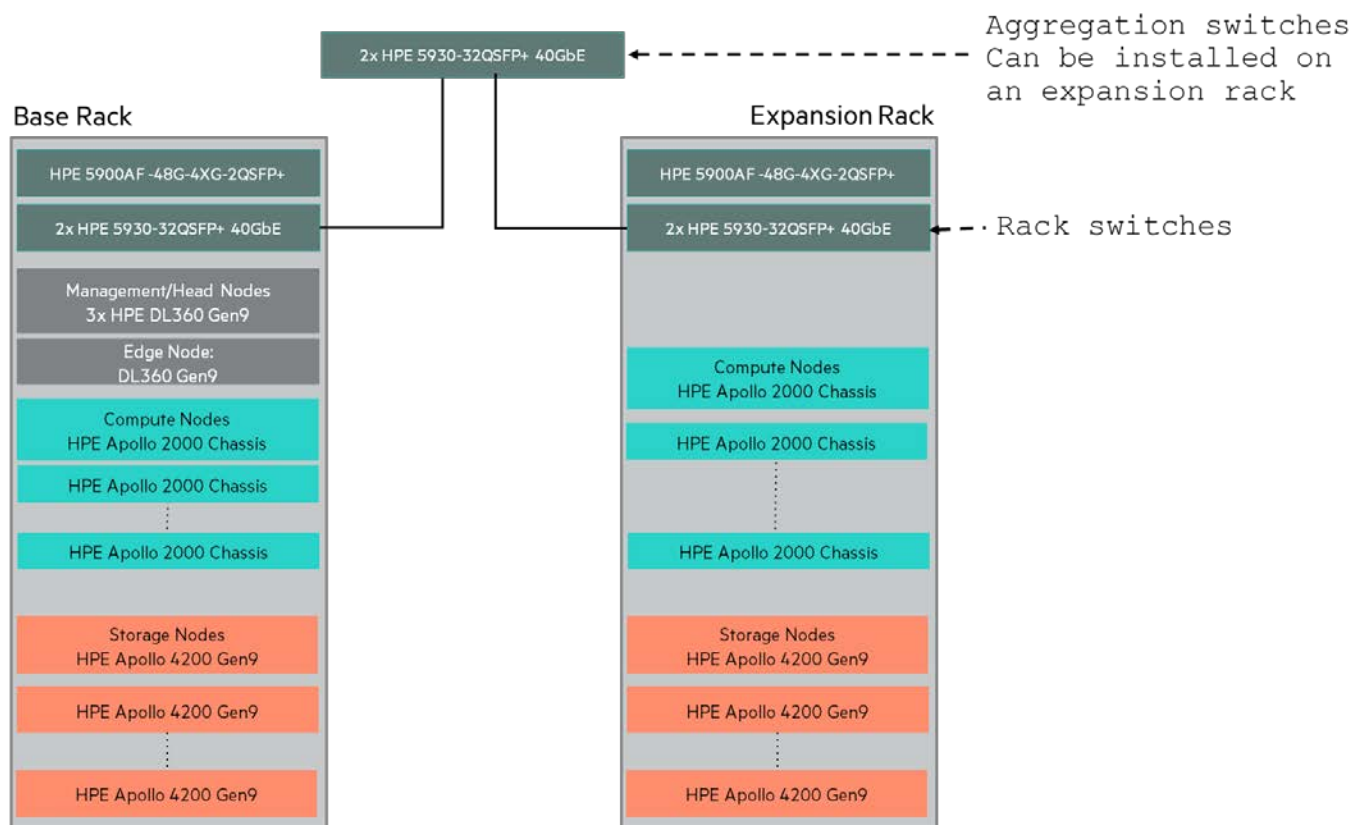 Aggregation switches
Can be installed on
an expansion rack
2x HPE 5930-32QSFP+ 40GbE
Base Rack
HPE 5900AF -48G-4XG-2QSFP+
2x HPE 5930-32QSFP+ 40GbE
Management/Head Nodes
3x HPE DL360 Gen9
Edge Node:
DL360 Gen9
Compute Nodes
HPE Apollo 2000 Chassis
HPE Apollo 2000 Chassis
HPE Apollo 2000 Chassis
Storage Nodes
HPE Apollo 4200 Gen9
HPE Apollo 4200 Gen9
HPE Apollo 4200 Gen9
Expansion Rack
HPE 5900AF -48G-4XG-2QSFP+
2x HPE 5930-32QSFP+ 40GbE
Rack switches
Compute Nodes
HPE Apollo 2000 Chassis
HPE Apollo 2000 Chassis
HPE Apollo 2000 Chassis
Storage Nodes
HPE Apollo 4200 Gen9
HPE Apollo 4200 Gen9
HPE Apollo 4200 Gen9